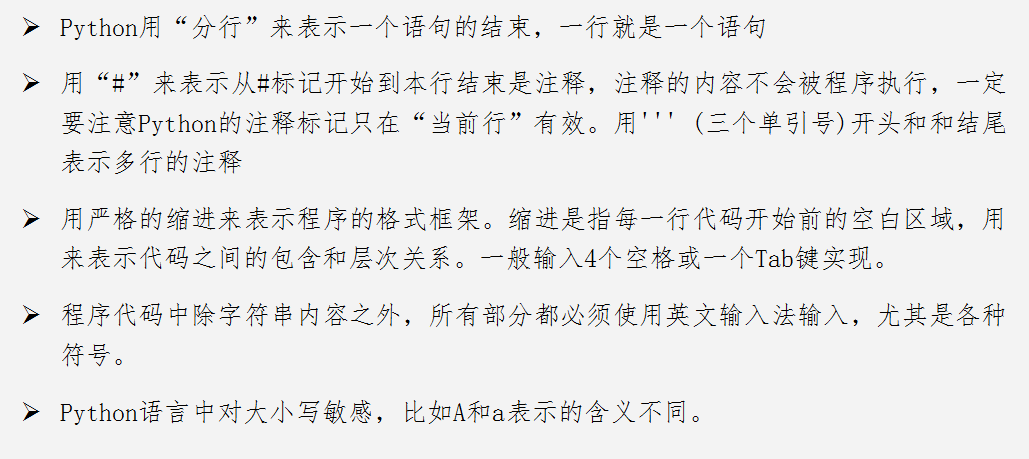 ➢ Python用“分行”来表示一个语句的结束，一行就是一个语句
➢ 用“#”来表示从#标记开始到本行结束是注释，注释的内容不会被程序执行，一定
要注意Python的注释标记只在“当前行”有效。用''' (三个单引号)开头和和结尾
表示多行的注释
➢ 用严格的缩进来表示程序的格式框架。缩进是指每一行代码开始前的空白区域，用
来表示代码之间的包含和层次关系。一般输入4个空格或一个Tab键实现。
➢ 程序代码中除字符串内容之外，所有部分都必须使用英文输入法输入，尤其是各种
符号。
➢ Python语言中对大小写敏感，比如A和a表示的含义不同。